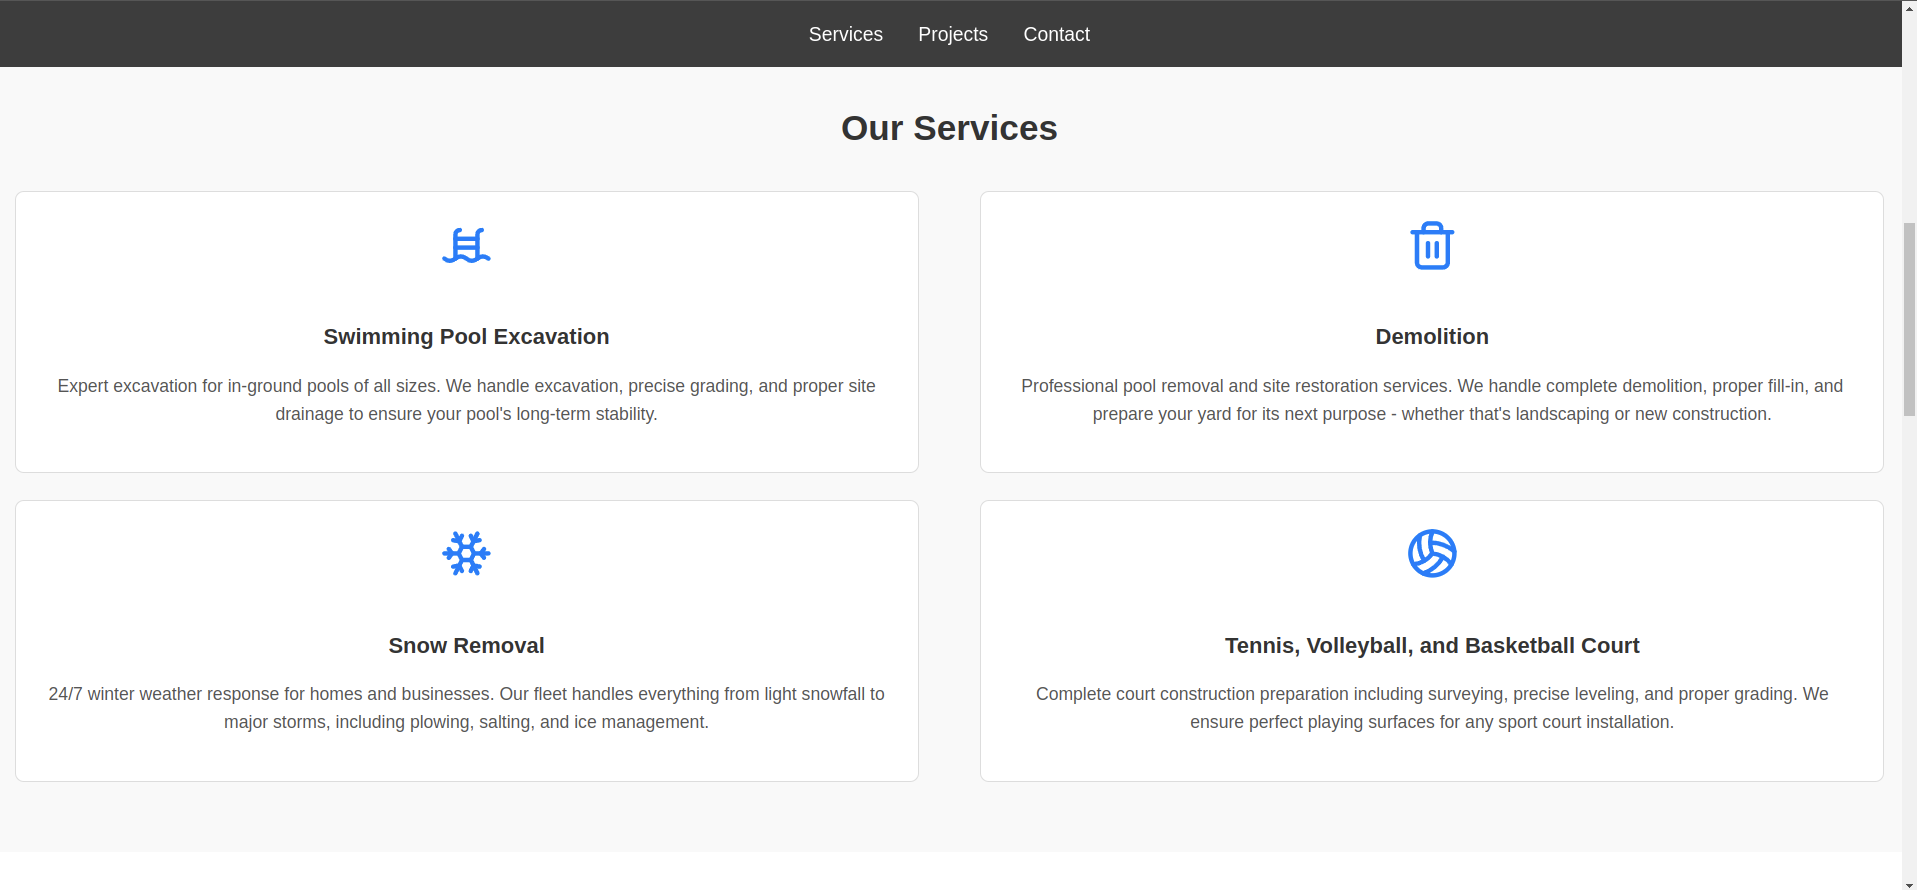 Services Projects Contact
Our Services
Swimming Pool Excavation
Expert excavation for in-ground pools of all sizes. We handle excavation, precise grading, and proper site
drainage to ensure your pool's long-term stability.
Demolition
Professional pool removal and site restoration services. We handle complete demolition, proper fill-in, and
prepare your yard for its next purpose - whether that's landscaping or new construction.
Snow Removal
24/7 winter weather response for homes and businesses. Our fleet handles everything from light snowfall to
major storms, including plowing, salting, and ice management.
Tennis, Volleyball, and Basketball Court
Complete court construction preparation including surveying, precise leveling, and proper grading. We
ensure perfect playing surfaces for any sport court installation.